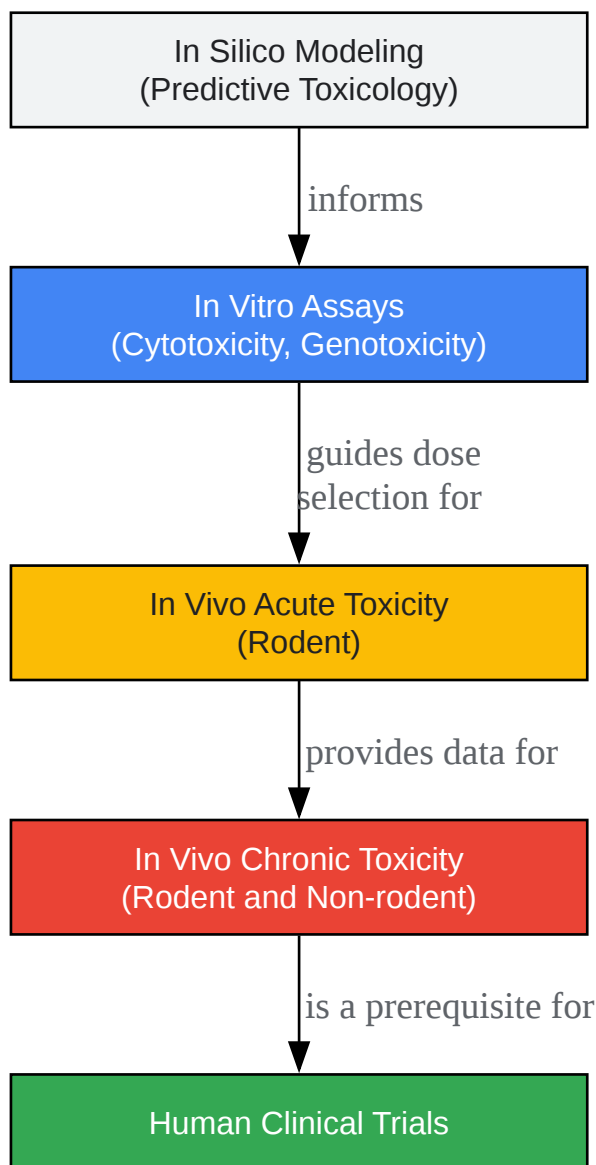 In Silico Modeling
(Predictive Toxicology)
informs
In Vitro Assays
(Cytotoxicity, Genotoxicity)
guides dose
selection for
In Vivo Acute Toxicity
(Rodent)
provides data for
In Vivo Chronic Toxicity
(Rodent and Non-rodent)
is a prerequisite for
Human Clinical Trials